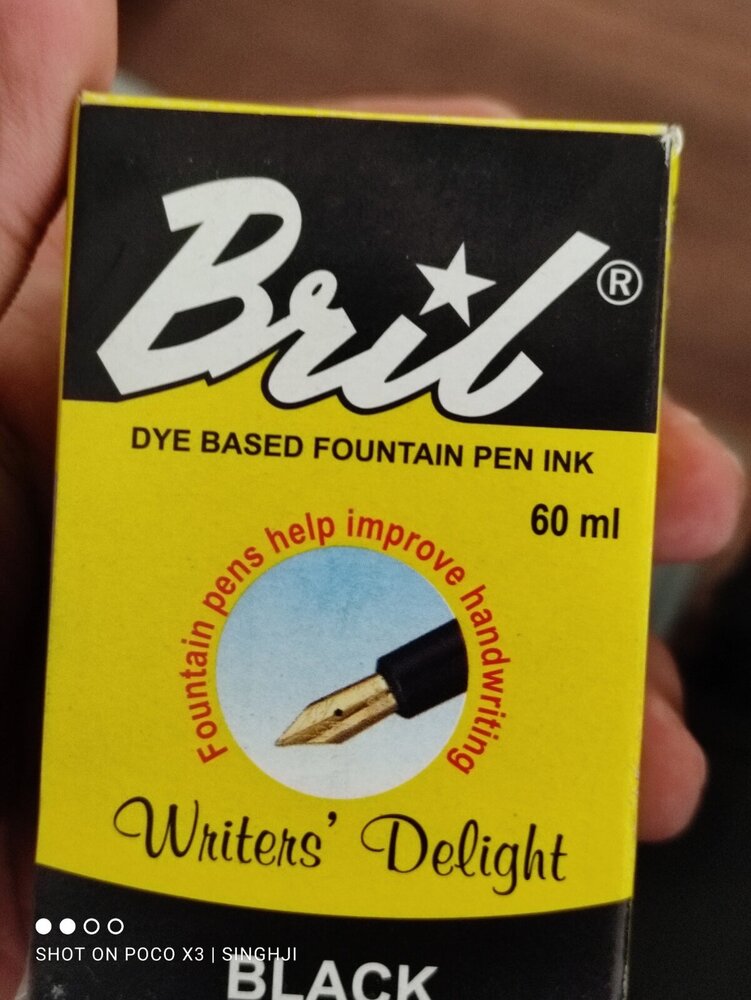 Bril®
DYE BASED FOUNTAIN PEN INK
60 ml
Fountain pens help improve handwriting
Writers' Delight
BLACK
SHOT ON POCO X3 | SINGHJI